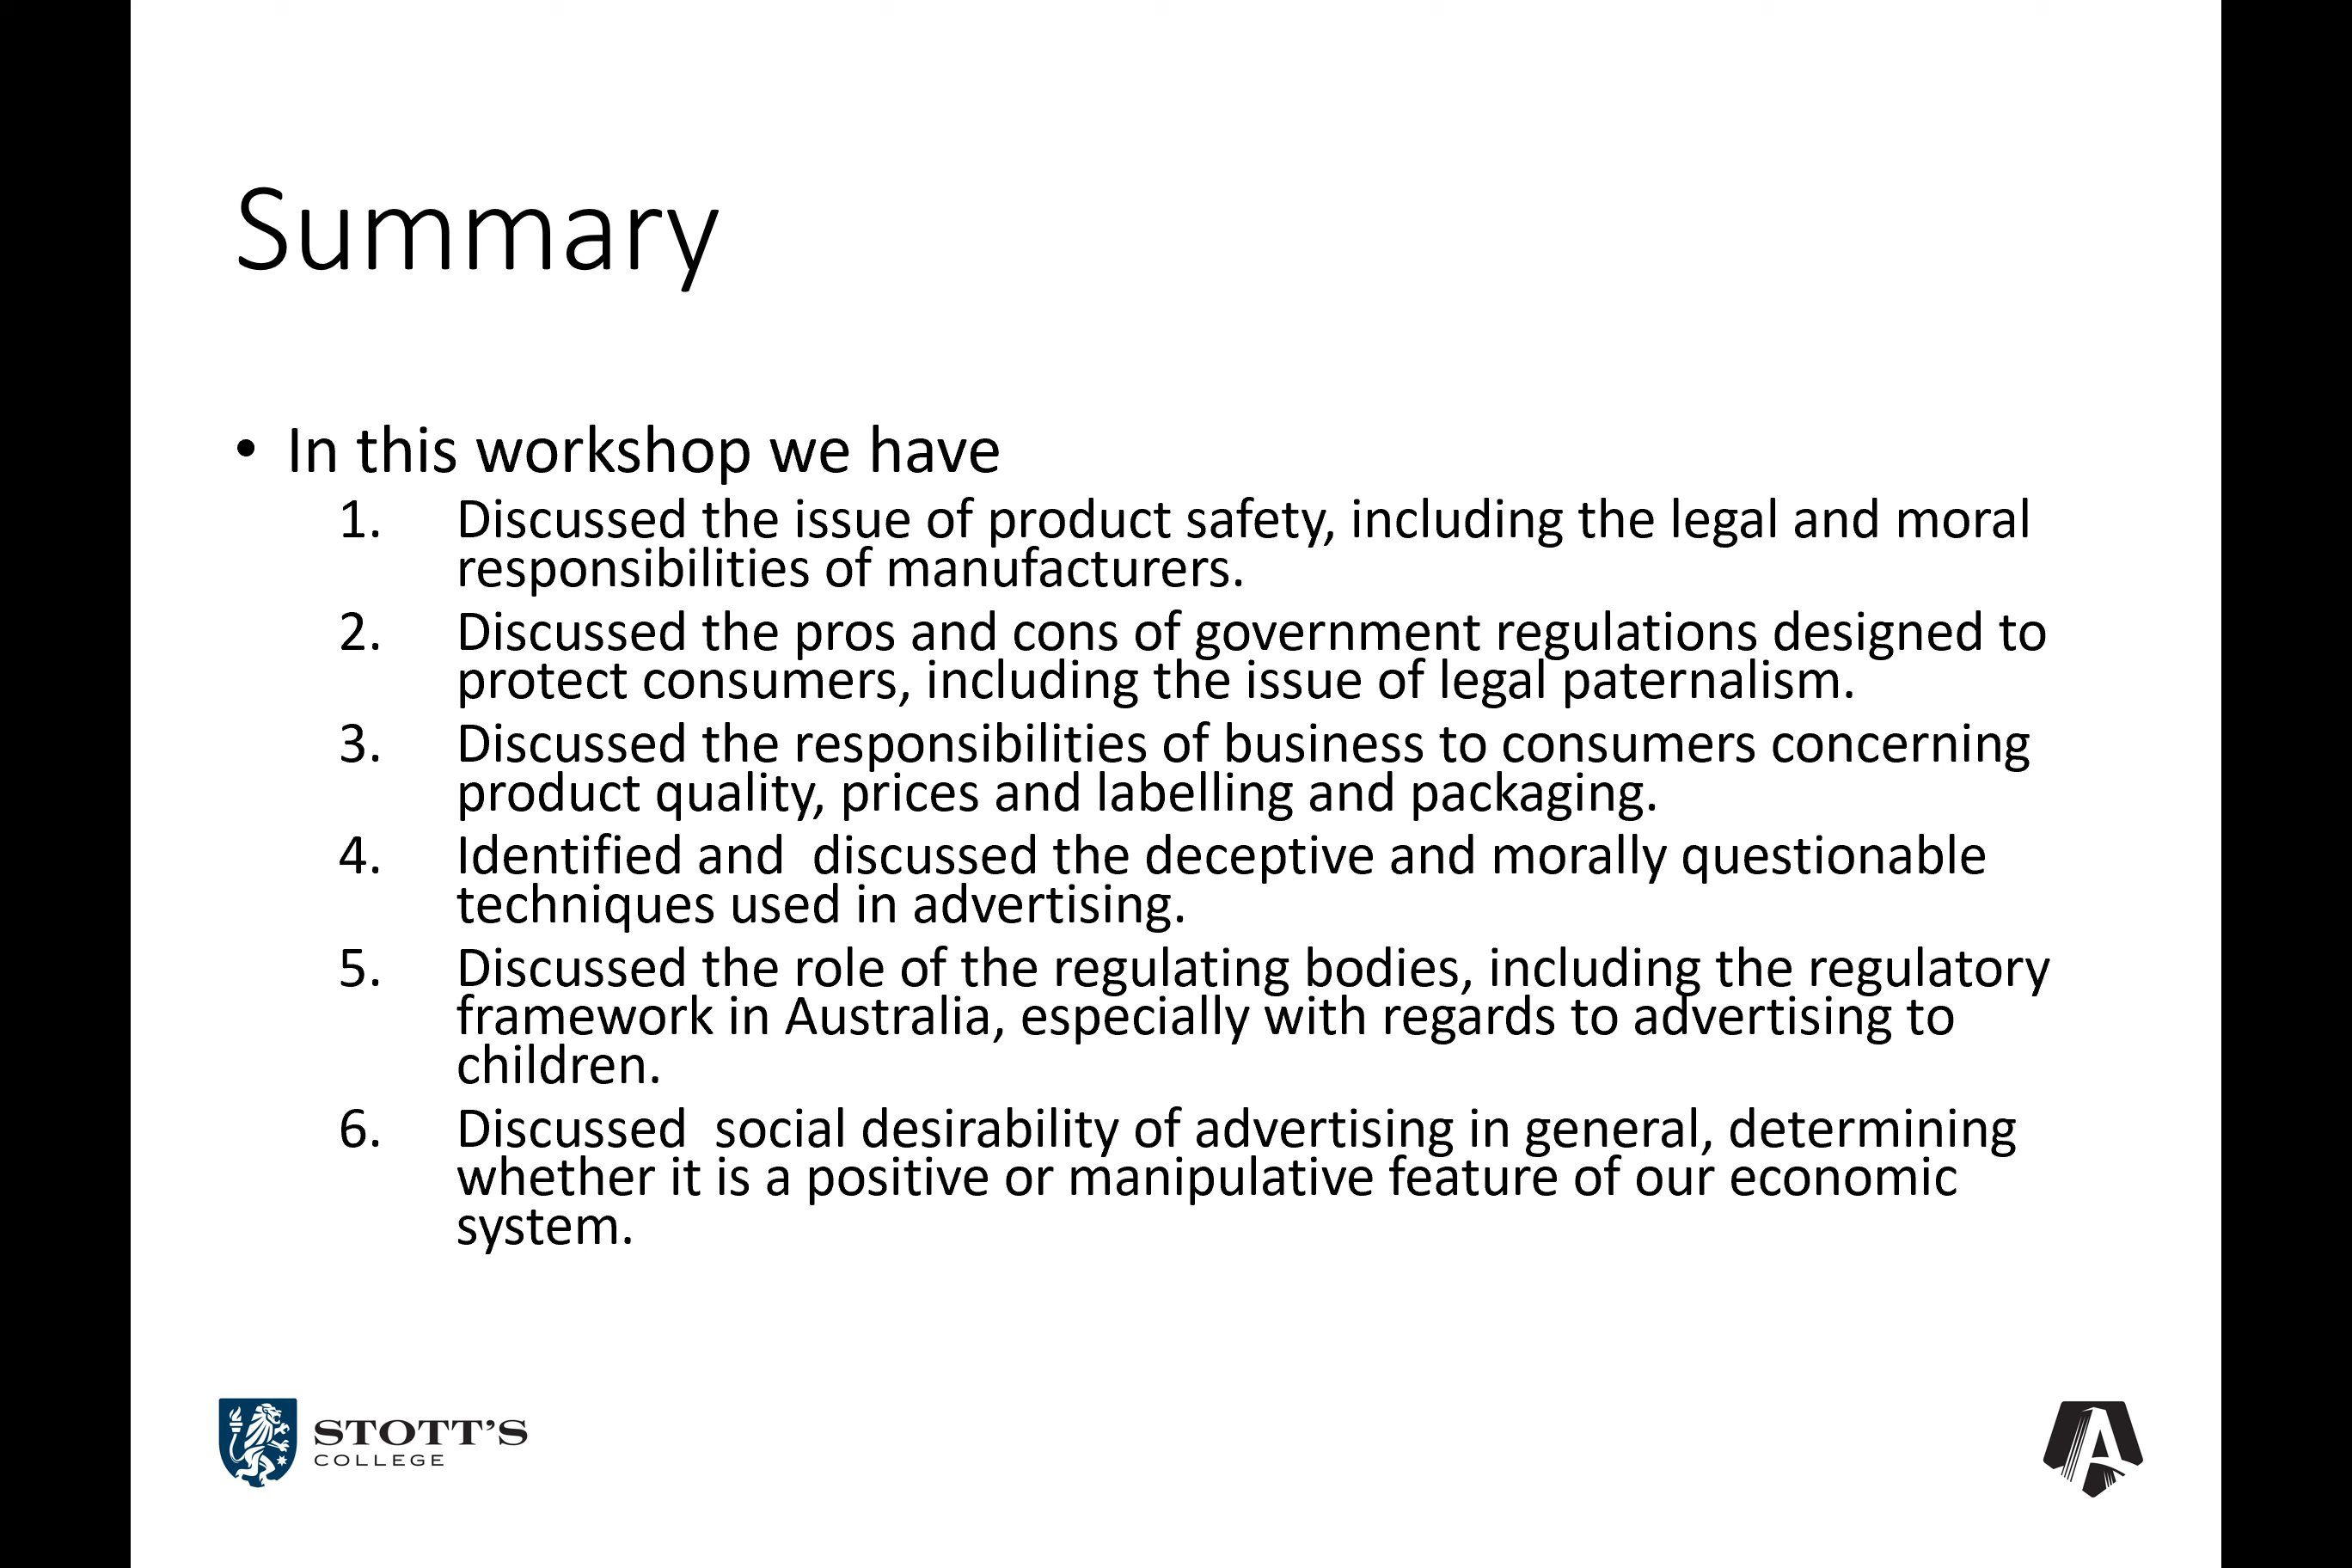 Summary
• In this workshop we have
1. Discussed the issue of product safety, including the legal and moral
responsibilities of manufacturers.
2. Discussed the pros and cons of government regulations designed to
protect consumers, including the issue of legal paternalism.
3. Discussed the responsibilities of business to consumers concerning
product quality, prices and labelling and packaging.
4. Identified and  discussed the deceptive and morally questionable
techniques used in advertising.
5. Discussed the role of the regulating bodies, including the regulatory
framework in Australia, especially with regards to advertising to
children.
6. Discussed  social desirability of advertising in general, determining
whether it is a positive or manipulative feature of our economic
system.
STOTT'S
COLLEGE
A